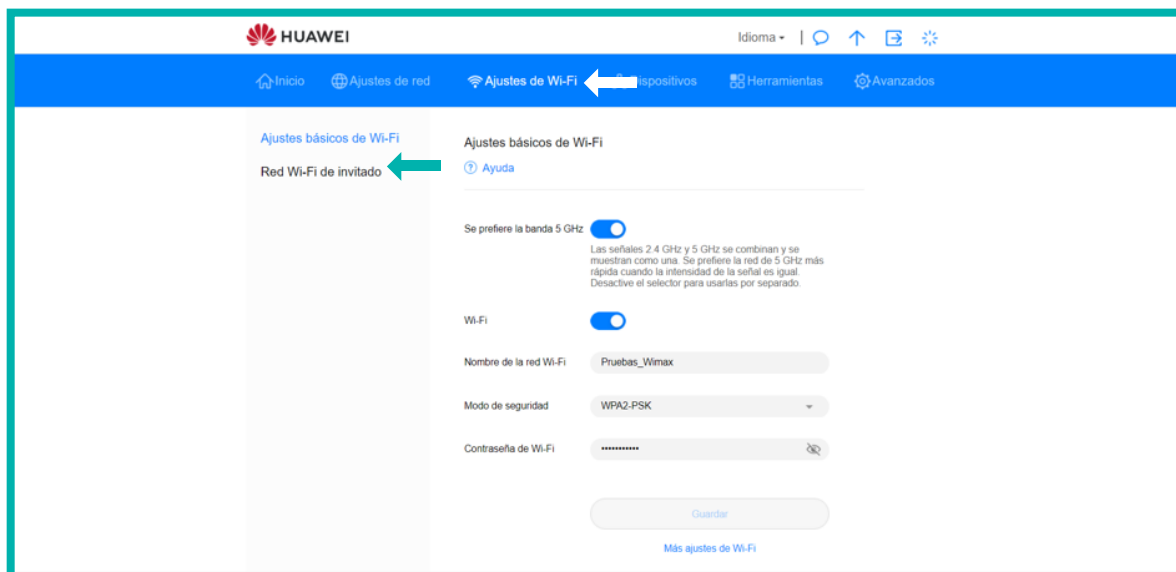 HUAWEI
Idioma
Inicio
Ajustes de red
Ajustes de Wi-Fi
Dispositivos
Herramientas
Avanzados
Ajustes básicos de Wi-Fi
Red Wi-Fi de invitado
Ajustes básicos de Wi-Fi
? Ayuda
Se prefiere la banda 5 GHz
Las señales 2.4 GHz y 5 GHz se combinan y se
muestran como una. Se prefiere la red de 5 GHz más
rápida cuando la intensidad de la señal es igual.
Desactive el selector para usarlas por separado.
Wi-Fi
Nombre de la red Wi-Fi
Pruebas_Wimax
Modo de seguridad
WPA2-PSK
Contraseña de Wi-Fi
•••••••••••
Guardar
Más ajustes de Wi-Fi